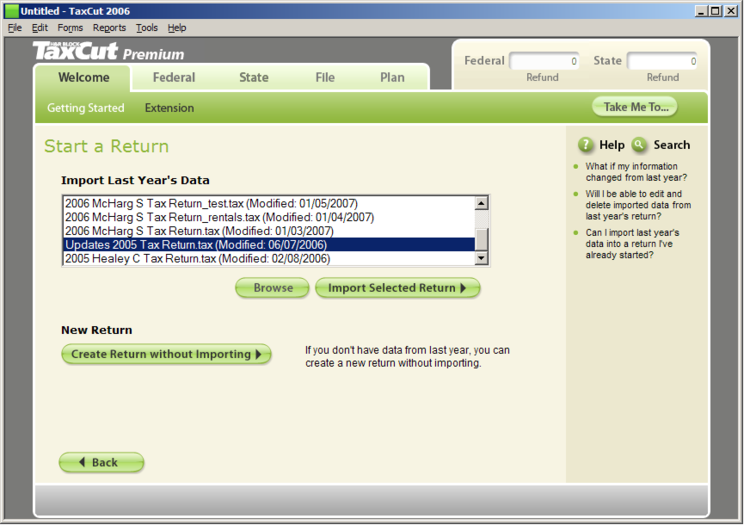 Untitled - TaxCut 2006
File Edit Forms Reports Tools Help
H&R BLOCK
TaxCut Premium
Federal 0 State 0
Refund Refund
Welcome Federal State File Plan
Getting Started Extension Take Me To...
Start a Return
Import Last Year's Data
2006 McHarg S Tax Return_test.tax (Modified: 01/05/2007)
2006 McHarg S Tax Return_rentals.tax (Modified: 01/04/2007)
2006 McHarg S Tax Return.tax (Modified: 01/03/2007)
Updates 2005 Tax Return.tax (Modified: 06/07/2006)
2005 Healey C Tax Return.tax (Modified: 02/08/2006)
Browse Import Selected Return
New Return
Create Return without Importing
If you don't have data from last year, you can
create a new return without importing.
Back
? Help Search
What if my information
changed from last year?
Will I be able to edit and
delete imported data from
last year's return?
Can I import last year's
data into a return I've
already started?